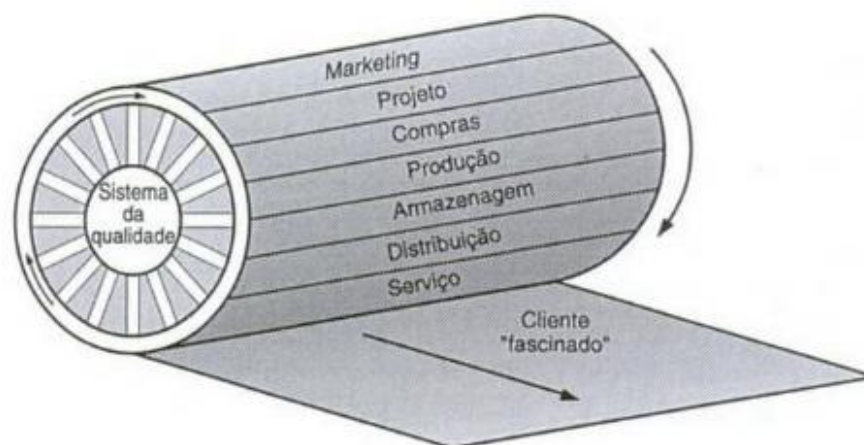 Marketing
Projeto
Compras
Produção
Armazenagem
Distribuição
Serviço
Sistema
da
qualidade
Cliente
"fascinado"